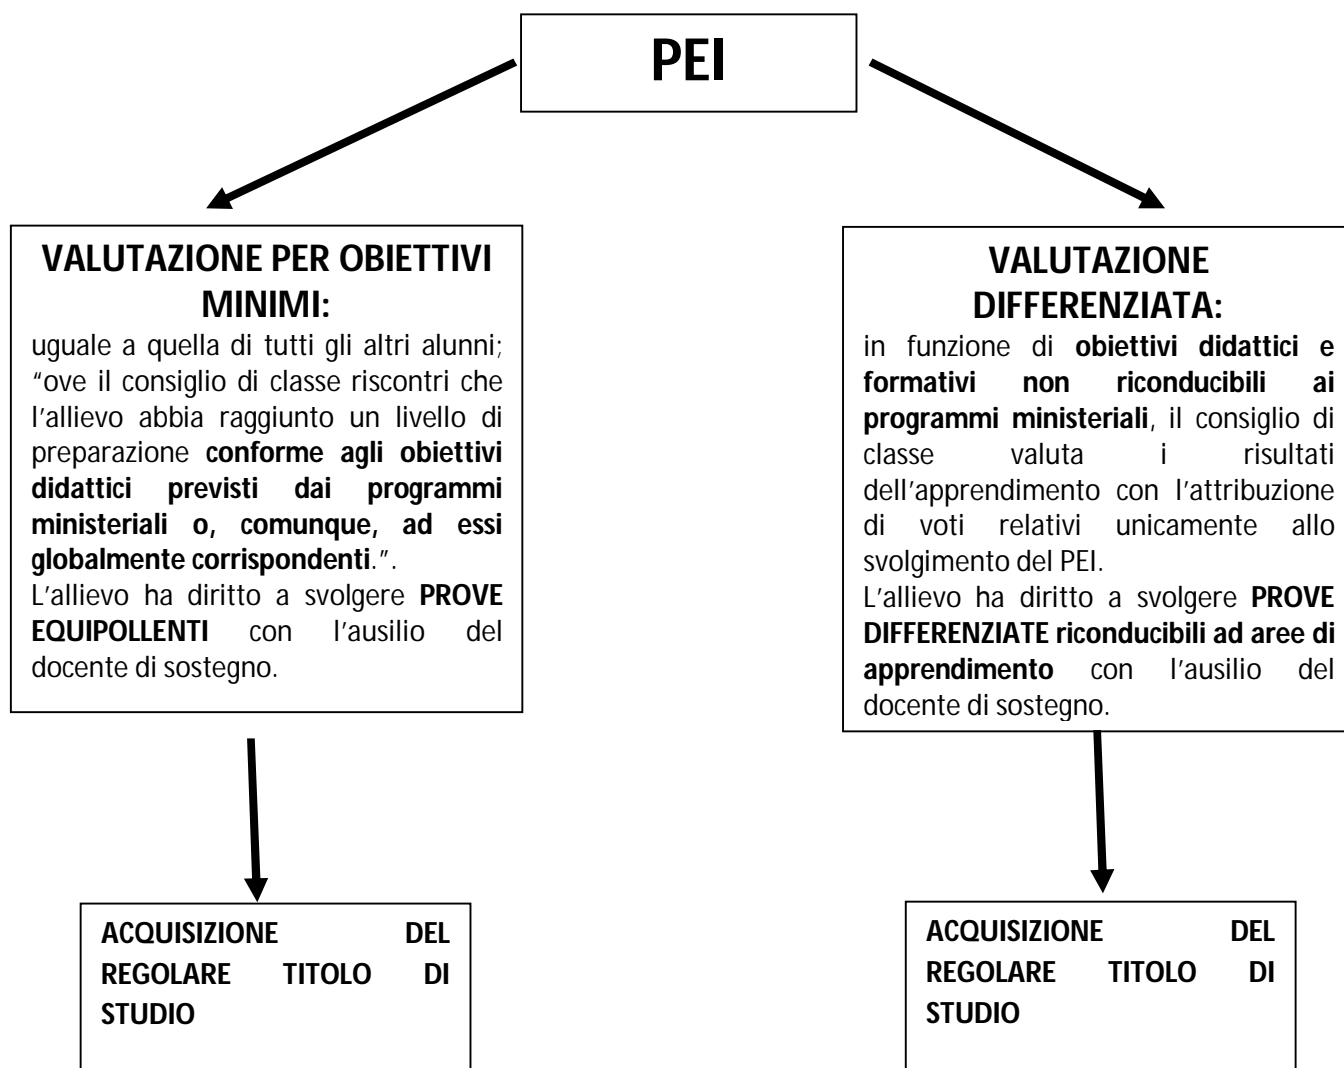 PEI
VALUTAZIONE PER OBIETTIVI
MINIMI:
uguale a quella di tutti gli altri alunni;
“ove il consiglio di classe riscontri che
l’allievo abbia raggiunto un livello di
preparazione conforme agli obiettivi
didattici previsti dai programmi
ministeriali o, comunque, ad essi
globalmente corrispondenti.”.
L’allievo ha diritto a svolgere PROVE
EQUIPOLLENTI con l’ausilio del
docente di sostegno.
VALUTAZIONE
DIFFERENZIATA:
in funzione di obiettivi didattici e
formativi non riconducibili ai
programmi ministeriali, il consiglio di
classe valuta i risultati
dell’apprendimento con l’attribuzione
di voti relativi unicamente allo
svolgimento del PEI.
L’allievo ha diritto a svolgere PROVE
DIFFERENZIATE riconducibili ad aree di
apprendimento con l’ausilio del
docente di sostegno.
ACQUISIZIONE DEL
REGOLARE TITOLO DI
STUDIO
ACQUISIZIONE DEL
REGOLARE TITOLO DI
STUDIO